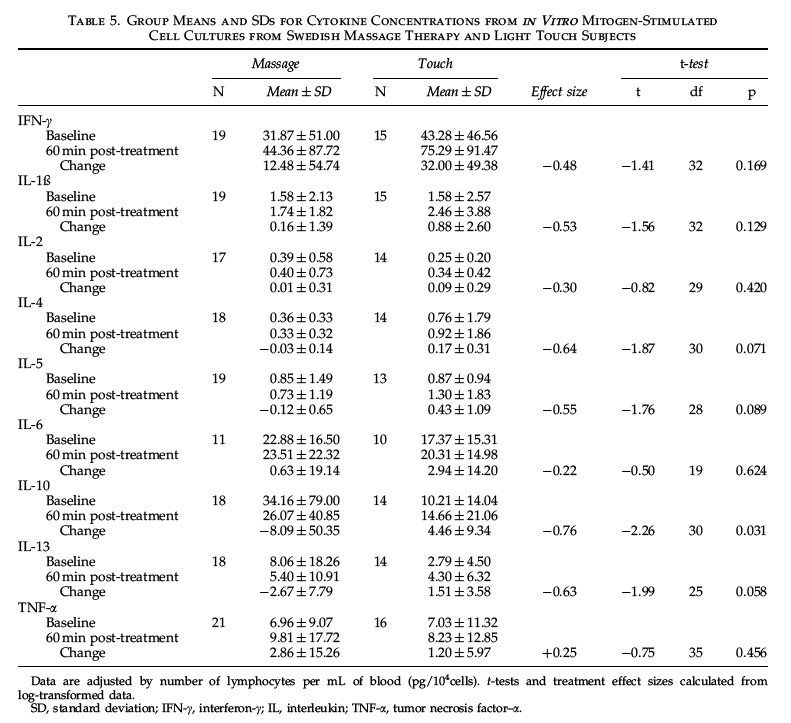 TABLE 5. GROUP MEANS AND SDS FOR CYTOKINE CONCENTRATIONS FROM IN VITRO MITOGEN-STIMULATED
CELL CULTURES FROM SWEDISH MASSAGE THERAPY AND LIGHT TOUCH SUBJECTS
Massage Touch t-test
N Mean ± SD N Mean ± SD Effect size t df p
IFN-γ
Baseline 19 31.87 ± 51.00 15 43.28 ± 46.56
60 min post-treatment 44.36 ± 87.72 75.29 ± 91.47
Change 12.48 ± 54.74 32.00 ± 49.38 −0.48 −1.41 32 0.169
IL-1ß
Baseline 19 1.58 ± 2.13 15 1.58 ± 2.57
60 min post-treatment 1.74 ± 1.82 2.46 ± 3.88
Change 0.16 ± 1.39 0.88 ± 2.60 −0.53 −1.56 32 0.129
IL-2
Baseline 17 0.39 ± 0.58 14 0.25 ± 0.20
60 min post-treatment 0.40 ± 0.73 0.34 ± 0.42
Change 0.01 ± 0.31 0.09 ± 0.29 −0.30 −0.82 29 0.420
IL-4
Baseline 18 0.36 ± 0.33 14 0.76 ± 1.79
60 min post-treatment 0.33 ± 0.32 0.92 ± 1.86
Change −0.03 ± 0.14 0.17 ± 0.31 −0.64 −1.87 30 0.071
IL-5
Baseline 19 0.85 ± 1.49 13 0.87 ± 0.94
60 min post-treatment 0.73 ± 1.19 1.30 ± 1.83
Change −0.12 ± 0.65 0.43 ± 1.09 −0.55 −1.76 28 0.089
IL-6
Baseline 11 22.88 ± 16.50 10 17.37 ± 15.31
60 min post-treatment 23.51 ± 22.32 20.31 ± 14.98
Change 0.63 ± 19.14 2.94 ± 14.20 −0.22 −0.50 19 0.624
IL-10
Baseline 18 34.16 ± 79.00 14 10.21 ± 14.04
60 min post-treatment 26.07 ± 40.85 14.66 ± 21.06
Change −8.09 ± 50.35 4.46 ± 9.34 −0.76 −2.26 30 0.031
IL-13
Baseline 18 8.06 ± 18.26 14 2.79 ± 4.50
60 min post-treatment 5.40 ± 10.91 4.30 ± 6.32
Change −2.67 ± 7.79 1.51 ± 3.58 −0.63 −1.99 25 0.058
TNF-α
Baseline 21 6.96 ± 9.07 16 7.03 ± 11.32
60 min post-treatment 9.81 ± 17.72 8.23 ± 12.85
Change 2.86 ± 15.26 1.20 ± 5.97 +0.25 −0.75 35 0.456
Data are adjusted by number of lymphocytes per mL of blood (pg/10⁴cells). t-tests and treatment effect sizes calculated from
log-transformed data.
SD, standard deviation; IFN-γ, interferon-γ; IL, interleukin; TNF-α, tumor necrosis factor–α.